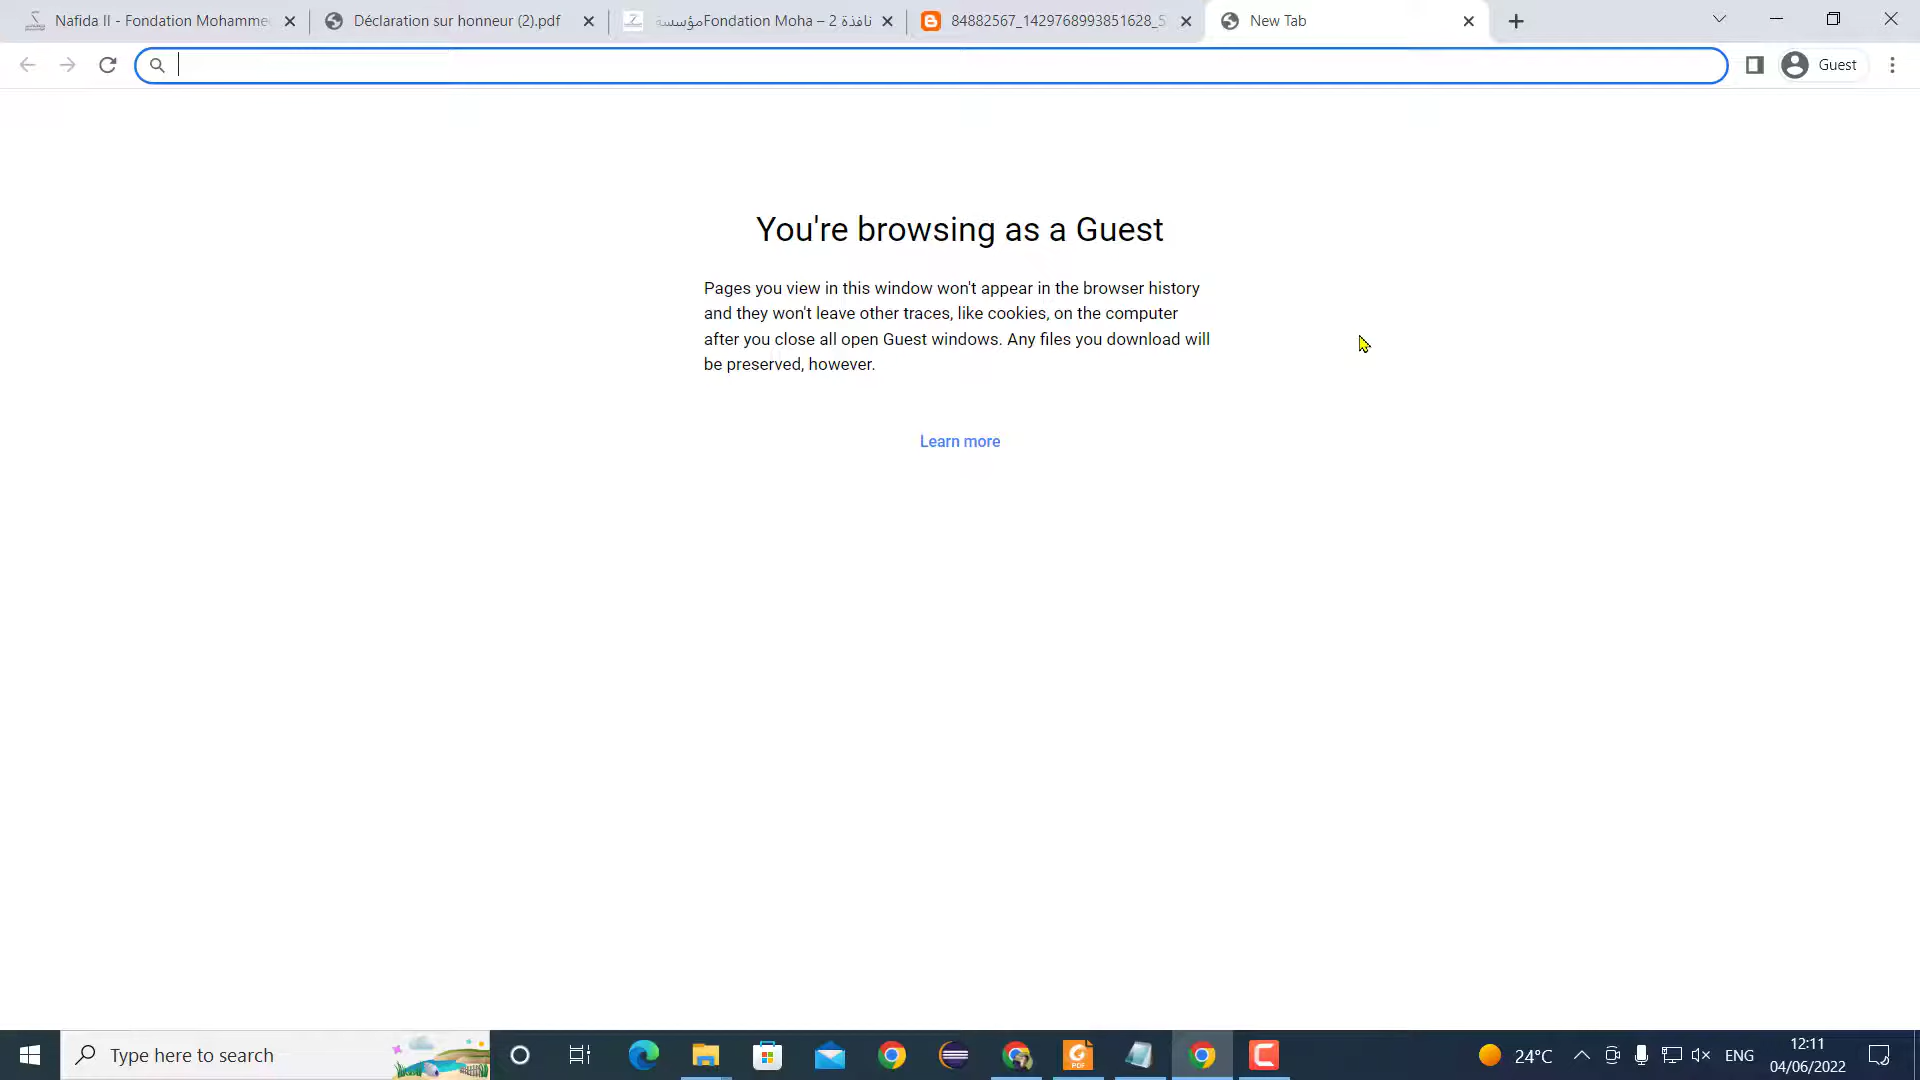 Nafida II - Fondation Mohamme
Déclaration sur honneur (2).pdf
نافذة 2 – Fondation Mohaمؤسسة
84882567_1429768993851628_5
New Tab
Guest
You're browsing as a Guest
Pages you view in this window won't appear in the browser history
and they won't leave other traces, like cookies, on the computer
after you close all open Guest windows. Any files you download will
be preserved, however.
Learn more
Type here to search
PDF
24°C
ENG
12:11
04/06/2022